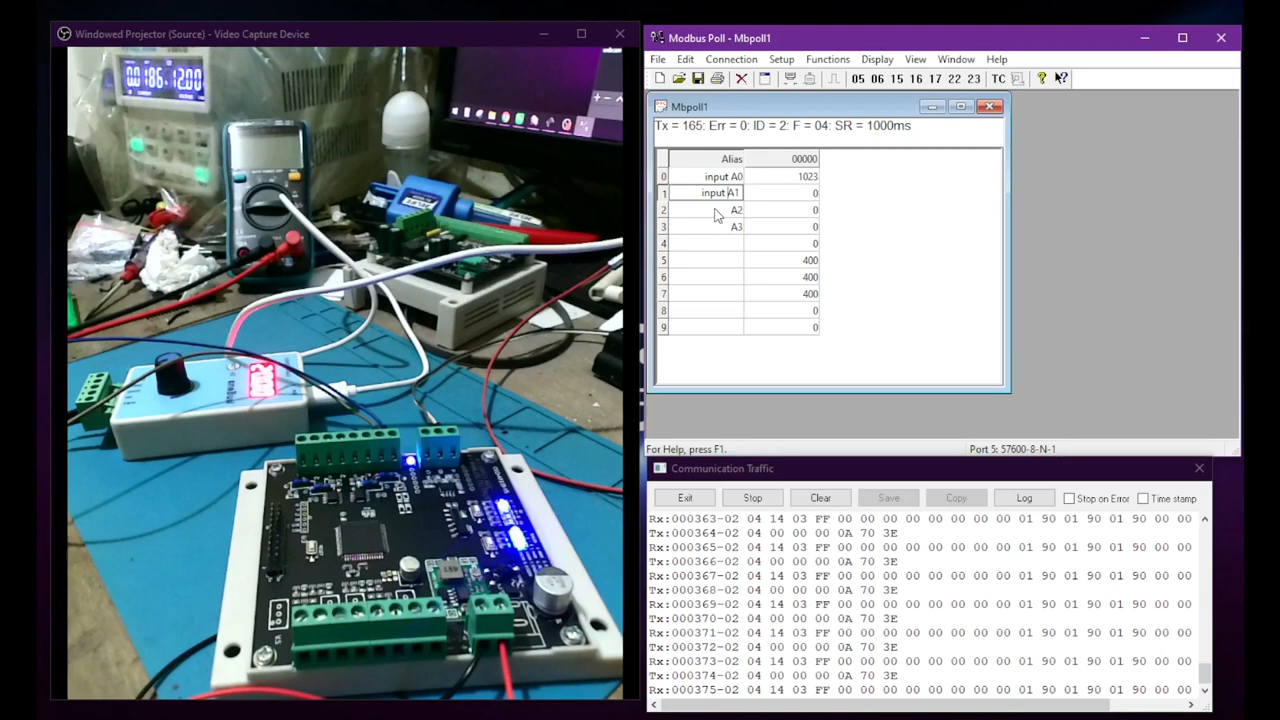 Windowed Projector (Source) - Video Capture Device
0.0186 12.00
Modbus Poll - Mbpoll1
File Edit Connection Setup Functions Display View Window Help
05 06 15 16 17 22 23 TC
Mbpoll1
Tx = 165: Err = 0: ID = 2: F = 04: SR = 1000ms
Alias 00000
0 input A0 1023
1 input A1 0
2 A2 0
3 A3 0
4 0
5 400
6 400
7 400
8 0
9 0
For Help, press F1. Port 5: 57600-8-N-1
Communication Traffic
Exit Stop Clear Save Copy Log Stop on Error Time stamp
Rx:000363-02 04 14 03 FF 00 00 00 00 00 00 00 00 01 90 01 90 01 90 00 00
Tx:000364-02 04 00 00 00 0A 70 3E
Rx:000365-02 04 14 03 FF 00 00 00 00 00 00 00 00 01 90 01 90 01 90 00 00
Tx:000366-02 04 00 00 00 0A 70 3E
Rx:000367-02 04 14 03 FF 00 00 00 00 00 00 00 00 01 90 01 90 01 90 00 00
Tx:000368-02 04 00 00 00 0A 70 3E
Rx:000369-02 04 14 03 FF 00 00 00 00 00 00 00 00 01 90 01 90 01 90 00 00
Tx:000370-02 04 00 00 00 0A 70 3E
Rx:000371-02 04 14 03 FF 00 00 00 00 00 00 00 00 01 90 01 90 01 90 00 00
Tx:000372-02 04 00 00 00 0A 70 3E
Rx:000373-02 04 14 03 FF 00 00 00 00 00 00 00 00 01 90 01 90 01 90 00 00
Tx:000374-02 04 00 00 00 0A 70 3E
Rx:000375-02 04 14 03 FF 00 00 00 00 00 00 00 00 01 90 01 90 01 90 00 00